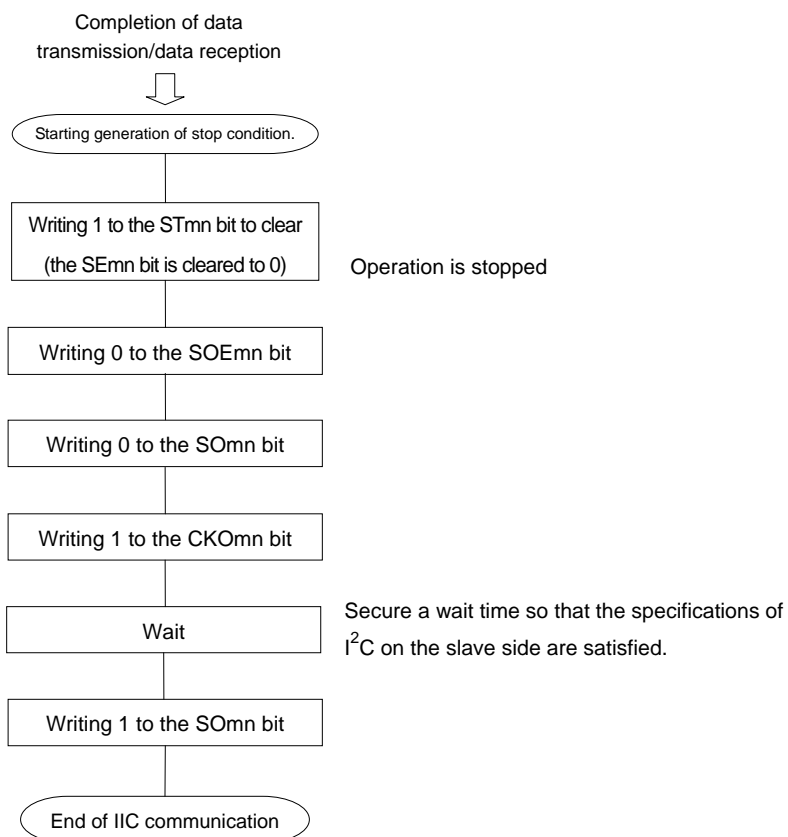 Completion of data
transmission/data reception
Starting generation of stop condition.
Writing 1 to the STmn bit to clear
(the SEmn bit is cleared to 0)
Operation is stopped
Writing 0 to the SOEmn bit
Writing 0 to the SOmn bit
Writing 1 to the CKOmn bit
Wait
Secure a wait time so that the specifications of
I²C on the slave side are satisfied.
Writing 1 to the SOmn bit
End of IIC communication